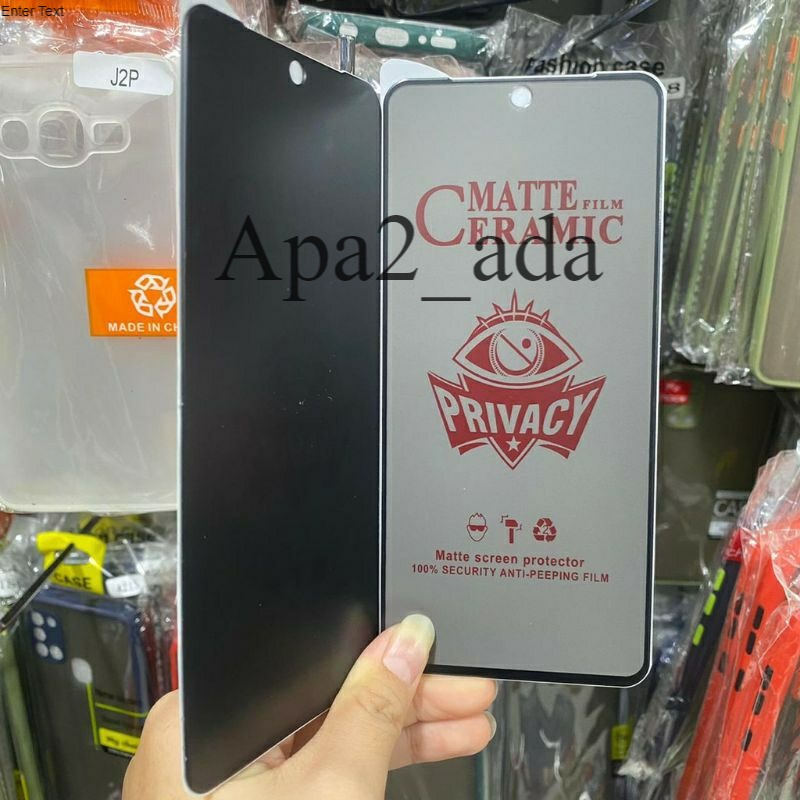 Enter Text
J2P
fashion case
MATTE FILM
CERAMIC
Apa2_ada
MADE IN CH
PRIVACY
2
Matte screen protector
100% SECURITY ANTI-PEEPING FILM
CASE